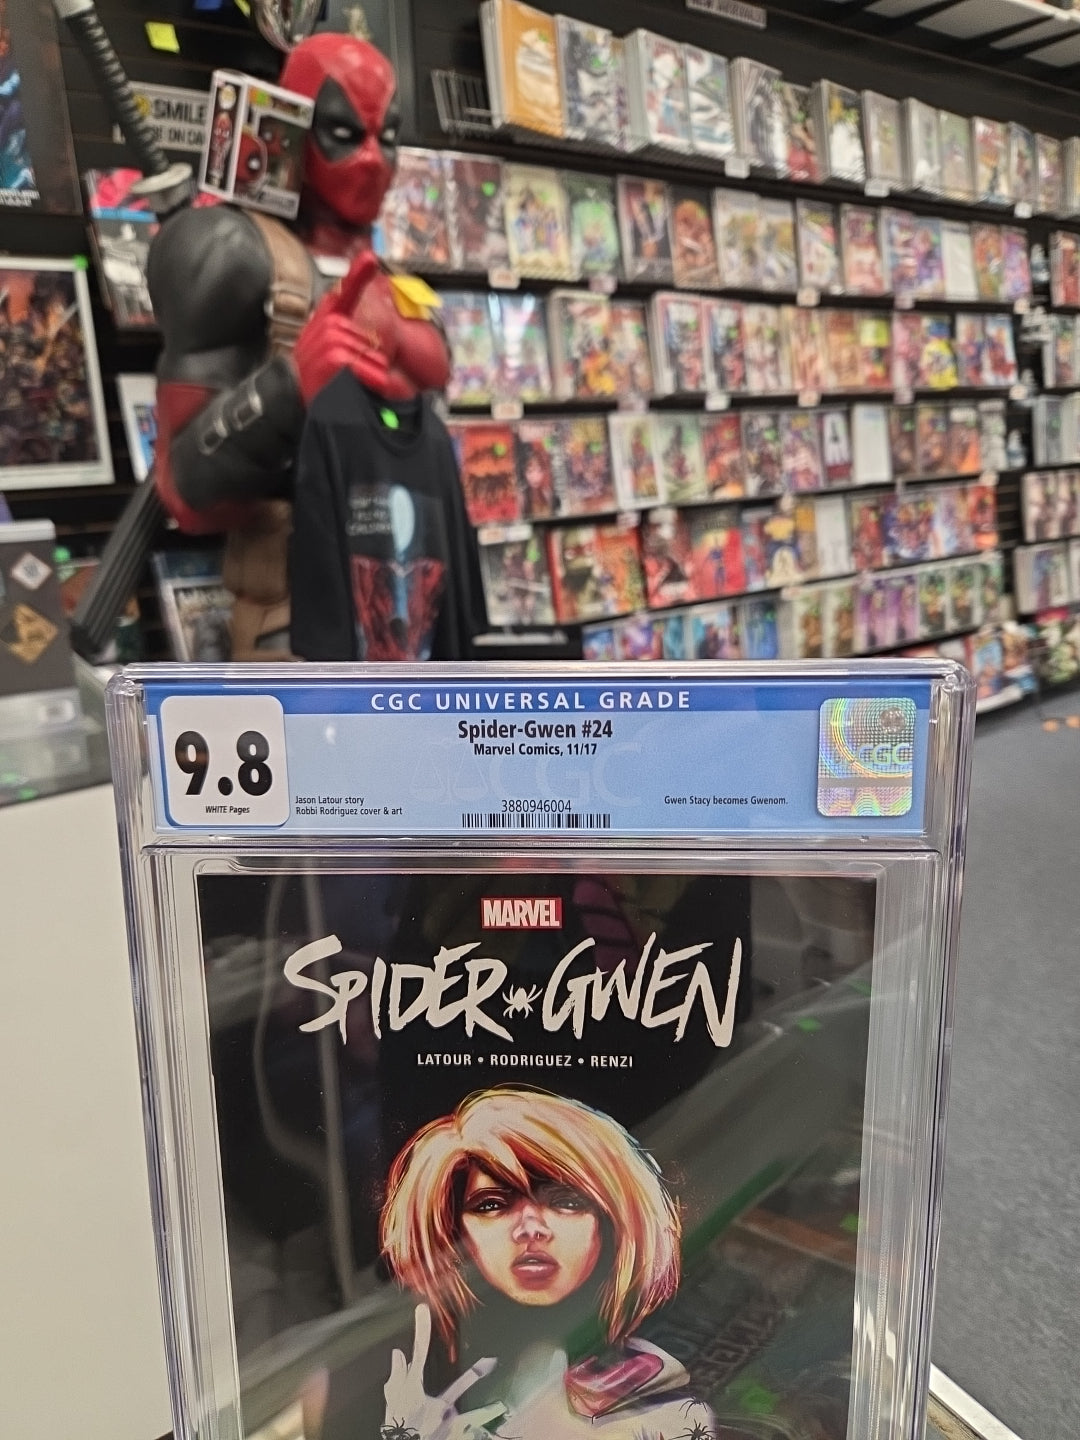 SMILE
CGC UNIVERSAL GRADE
9.8
WHITE Pages
Spider-Gwen #24
Marvel Comics, 11/17
Jason Latour story
Robbi Rodriguez cover & art
3880946004
Gwen Stacy becomes Gwenom.
CGC
MARVEL
SPIDER GWEN
LATOUR • RODRIGUEZ • RENZI